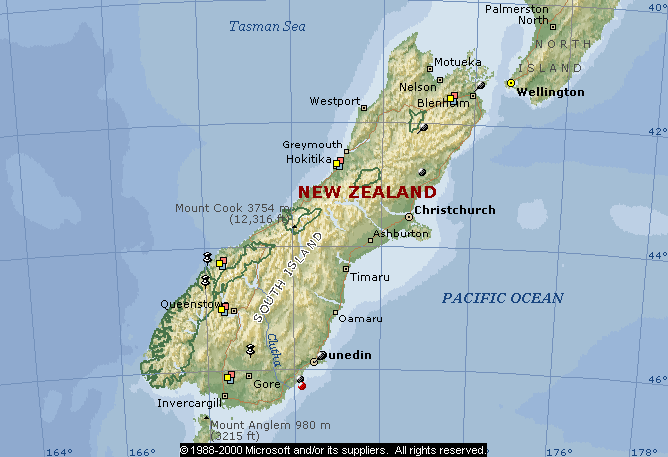 Palmerston
North
40°
Tasman Sea
NORTH
ISLAND
Motueka
Nelson
Wellington
Blenheim
Westport
42°
Greymouth
Hokitika
NEW ZEALAND
Mount Cook 3754 m
(12,316 ft)
Christchurch
Ashburton
44°
SOUTH ISLAND
Timaru
PACIFIC OCEAN
Queenstown
Oamaru
Clutha
Dunedin
46°
Gore
Invercargill
Mount Anglem 980 m
(3215 ft)
164°
166°
176°
178°
© 1988-2000 Microsoft and/or its suppliers. All rights reserved.